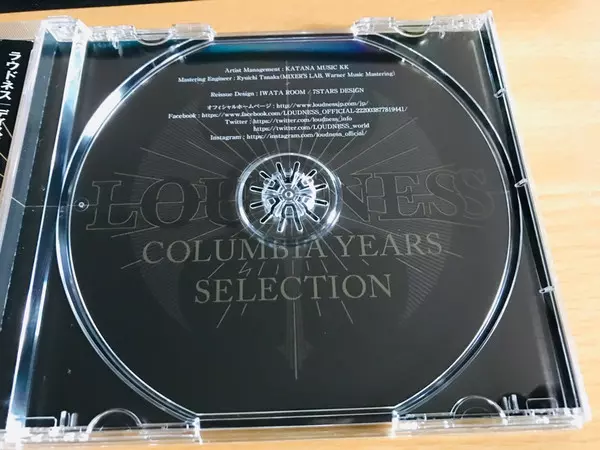 ラウドネス
Artist Management : KATANA MUSIC KK
Mastering Engineer : Ryuichi Tanaka (MIXER'S LAB, Warner Music Mastering)
Reissue Design : IWATA ROOM / 7STARS DESIGN
オフィシャルホームページ : http://www.loudnessjp.com/jp/
Facebook : https://www.facebook.com/LOUDNESS_OFFICIAL-222003877819441/
Twitter : https://twitter.com/loudness_info
https://twitter.com/LOUDNESS_world
Instagram : https://instagram.com/loudness_official/
LOUDNESS
COLUMBIA YEARS
SELECTION